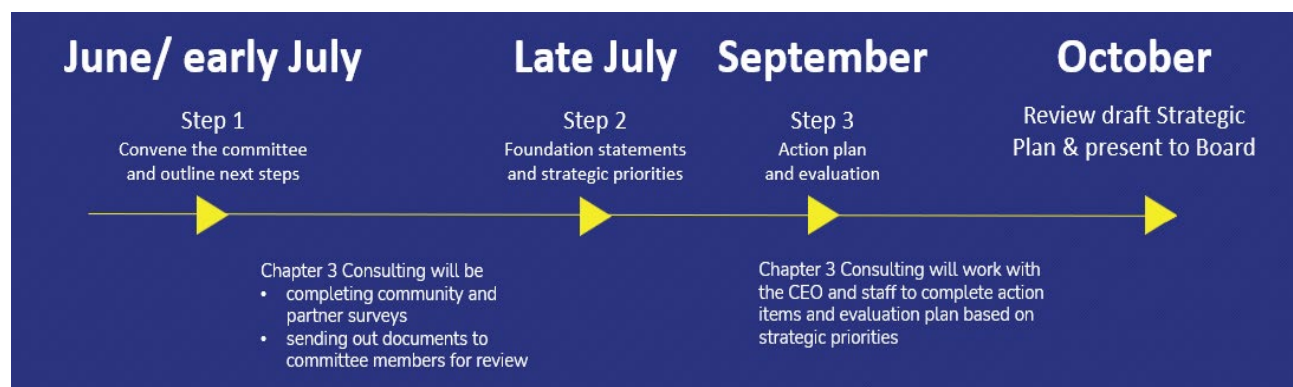 June/ early July
Step 1
Convene the committee
and outline next steps
Late July
Step 2
Foundation statements
and strategic priorities
September
Step 3
Action plan
and evaluation
October
Review draft Strategic
Plan & present to Board
Chapter 3 Consulting will be
• completing community and
partner surveys
• sending out documents to
committee members for review
Chapter 3 Consulting will work with
the CEO and staff to complete action
items and evaluation plan based on
strategic priorities